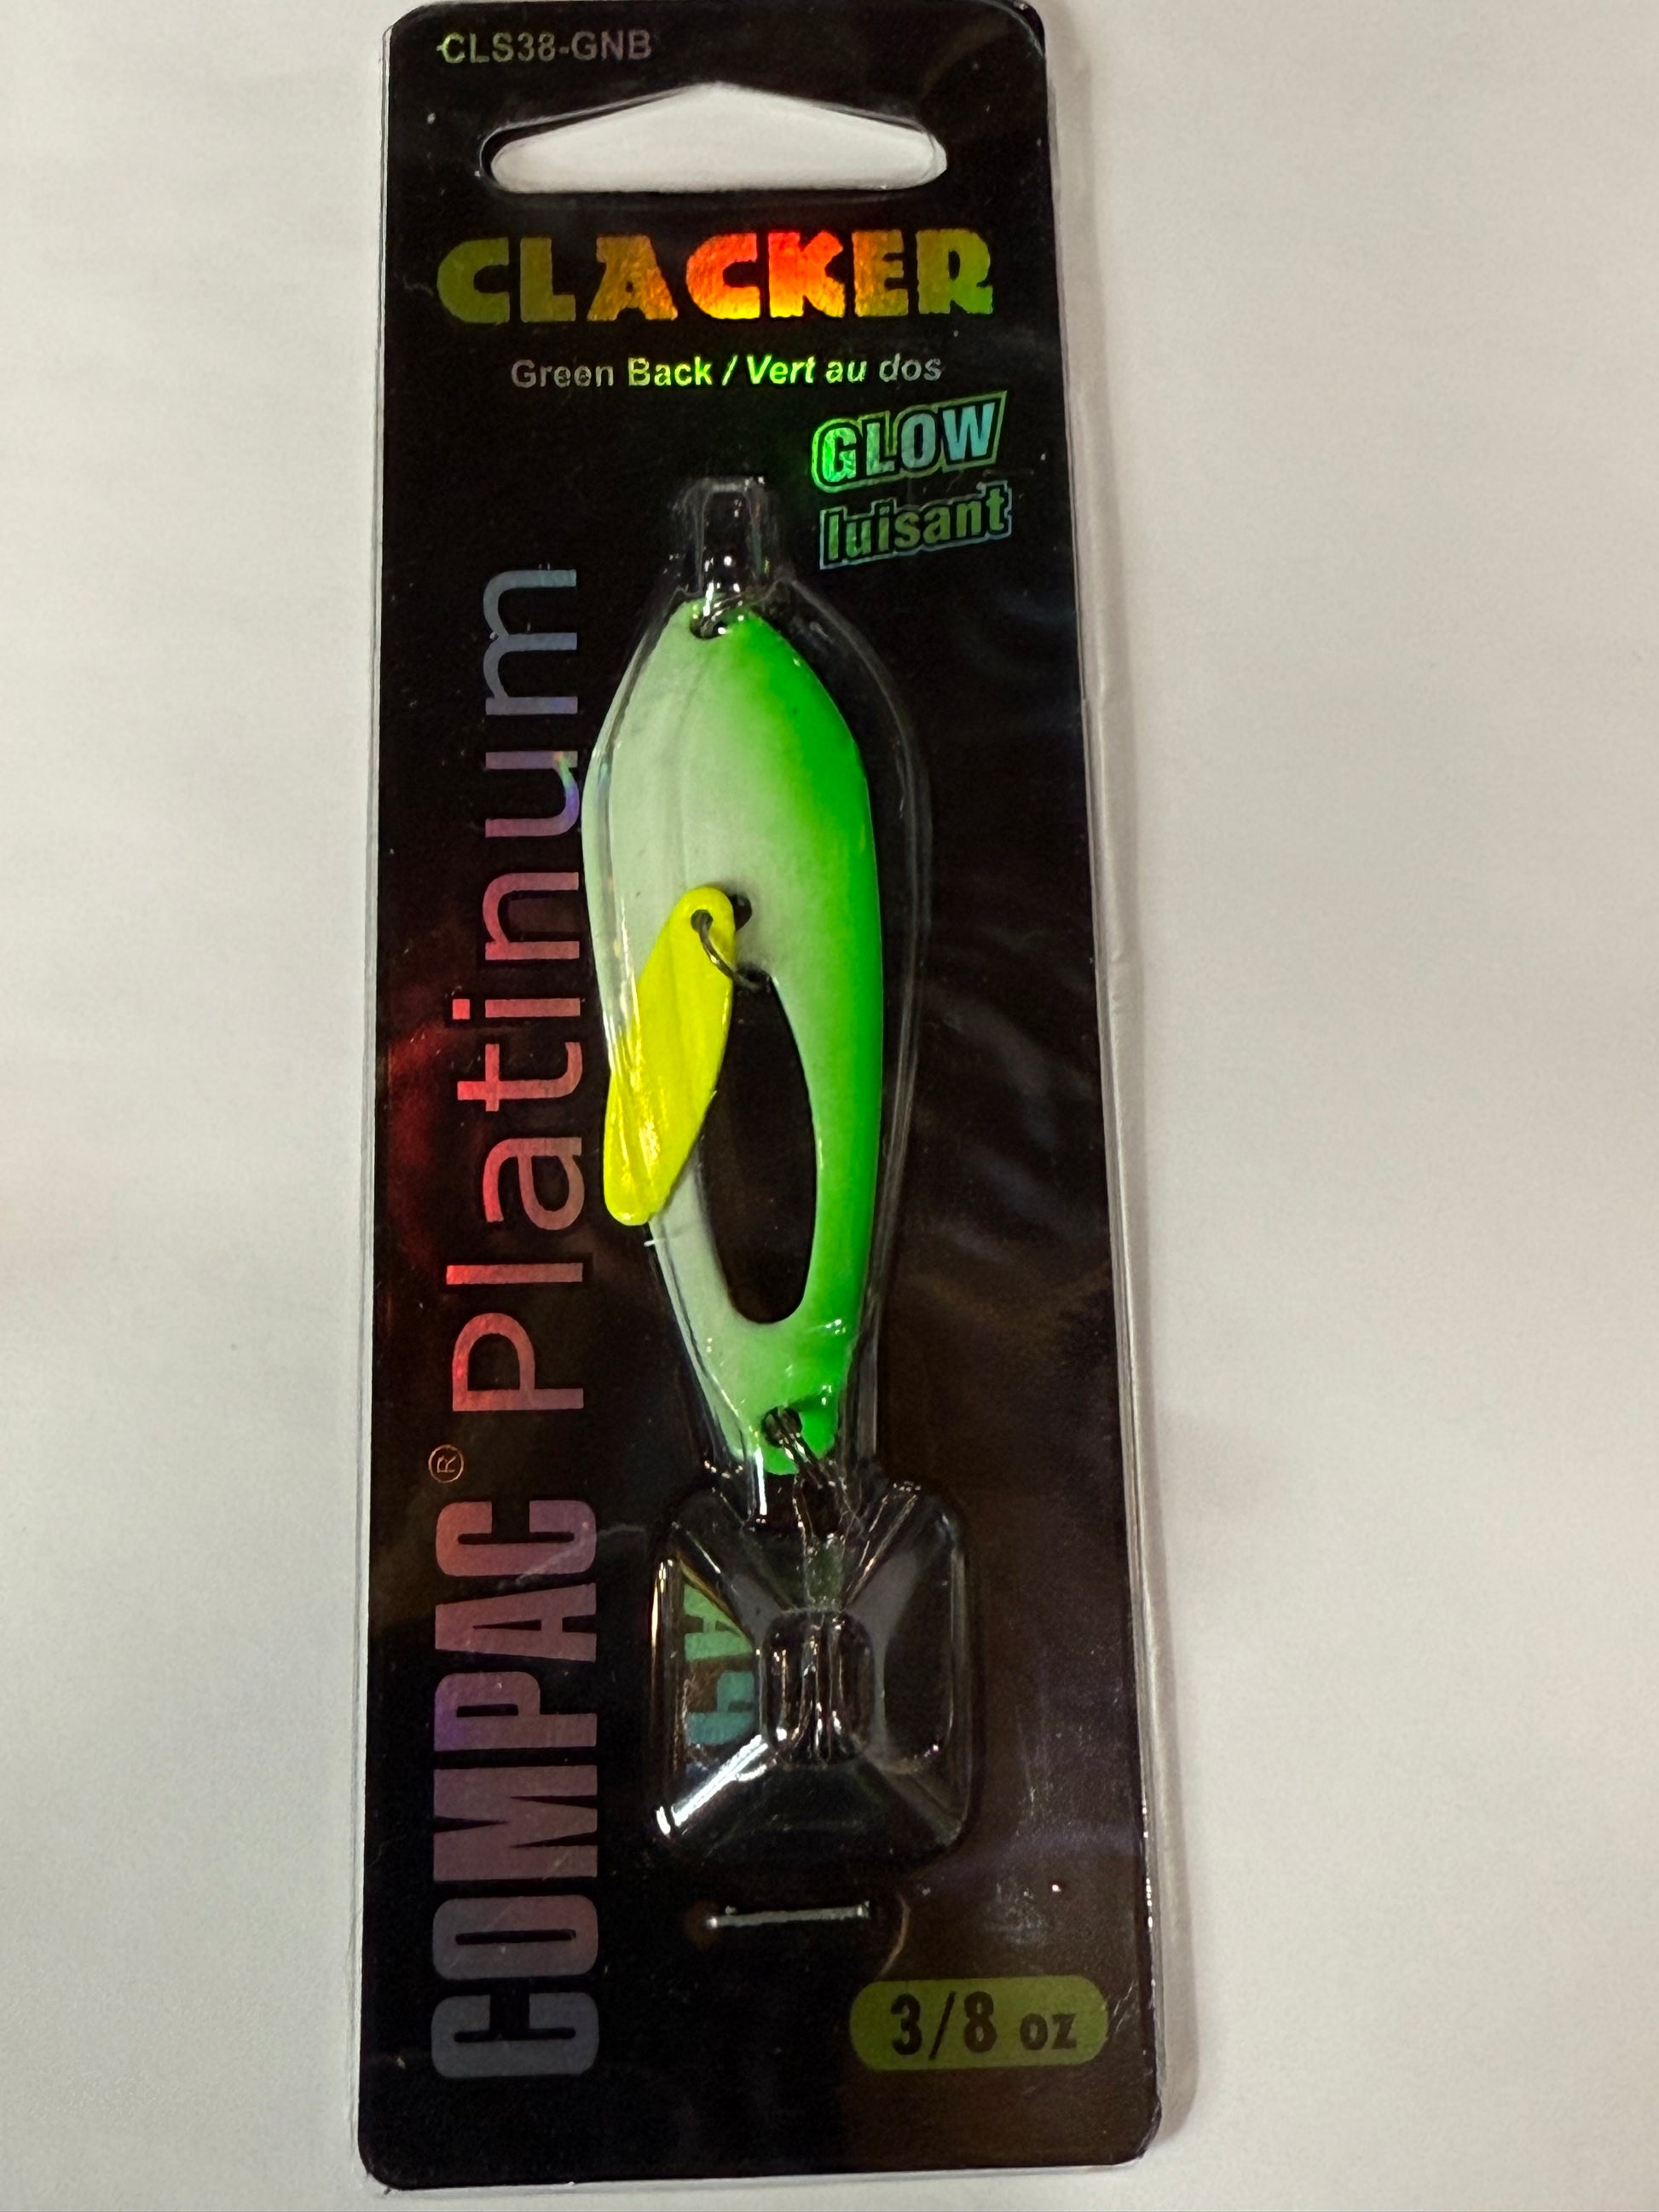 CLS38-GNB
CLACKER
Green Back / Vert au dos
GLOW
luisant
COMPAC® Platinum
3/8 oz